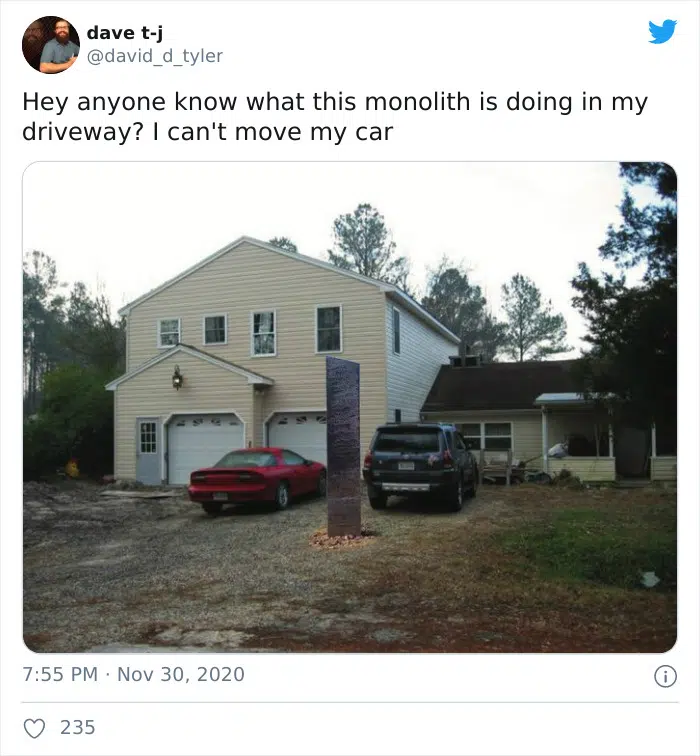 dave t-j
@david_d_tyler
Hey anyone know what this monolith is doing in my
driveway? I can't move my car
7:55 PM · Nov 30, 2020
235